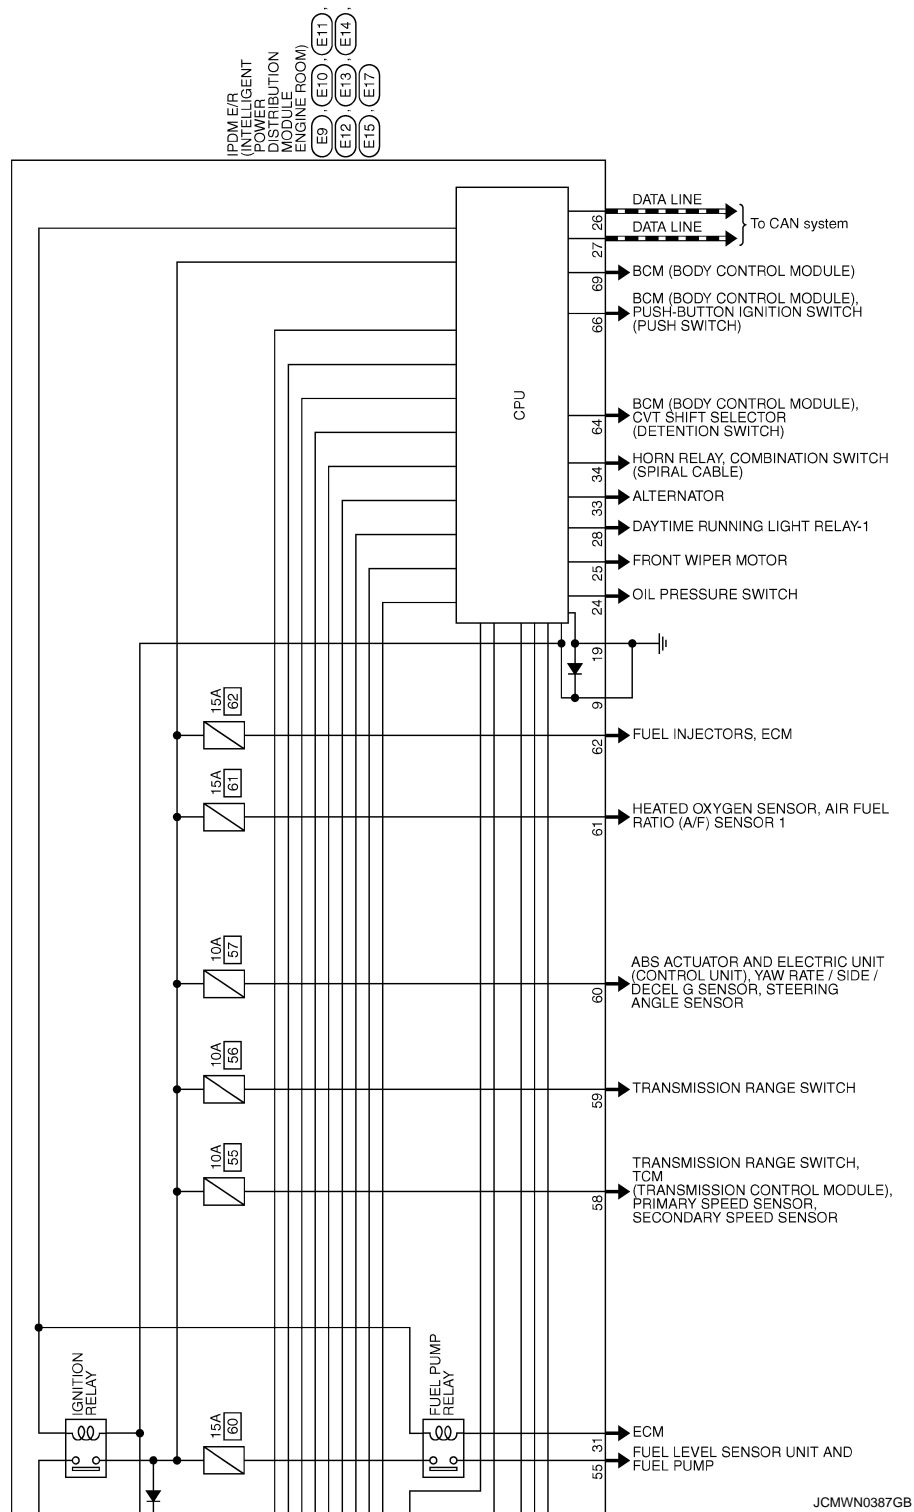 IPDM E/R
(INTELLIGENT
POWER
DISTRIBUTION
MODULE
ENGINE ROOM)
E9 , E10 , E11 ,
E12 , E13 , E14 ,
E15 , E17
CPU
26 DATA LINE
27 DATA LINE
To CAN system
69 BCM (BODY CONTROL MODULE)
66 BCM (BODY CONTROL MODULE),
PUSH-BUTTON IGNITION SWITCH
(PUSH SWITCH)
64 BCM (BODY CONTROL MODULE),
CVT SHIFT SELECTOR
(DETENTION SWITCH)
34 HORN RELAY, COMBINATION SWITCH
(SPIRAL CABLE)
33 ALTERNATOR
28 DAYTIME RUNNING LIGHT RELAY-1
25 FRONT WIPER MOTOR
24 OIL PRESSURE SWITCH
19
9
15A 62
62 FUEL INJECTORS, ECM
15A 61
61 HEATED OXYGEN SENSOR, AIR FUEL
RATIO (A/F) SENSOR 1
10A 57
60 ABS ACTUATOR AND ELECTRIC UNIT
(CONTROL UNIT), YAW RATE / SIDE /
DECEL G SENSOR, STEERING
ANGLE SENSOR
10A 56
59 TRANSMISSION RANGE SWITCH
10A 55
58 TRANSMISSION RANGE SWITCH,
TCM
(TRANSMISSION CONTROL MODULE),
PRIMARY SPEED SENSOR,
SECONDARY SPEED SENSOR
IGNITION
RELAY
15A 60
FUEL PUMP
RELAY
31 ECM
55 FUEL LEVEL SENSOR UNIT AND
FUEL PUMP
JCMWN0387GB